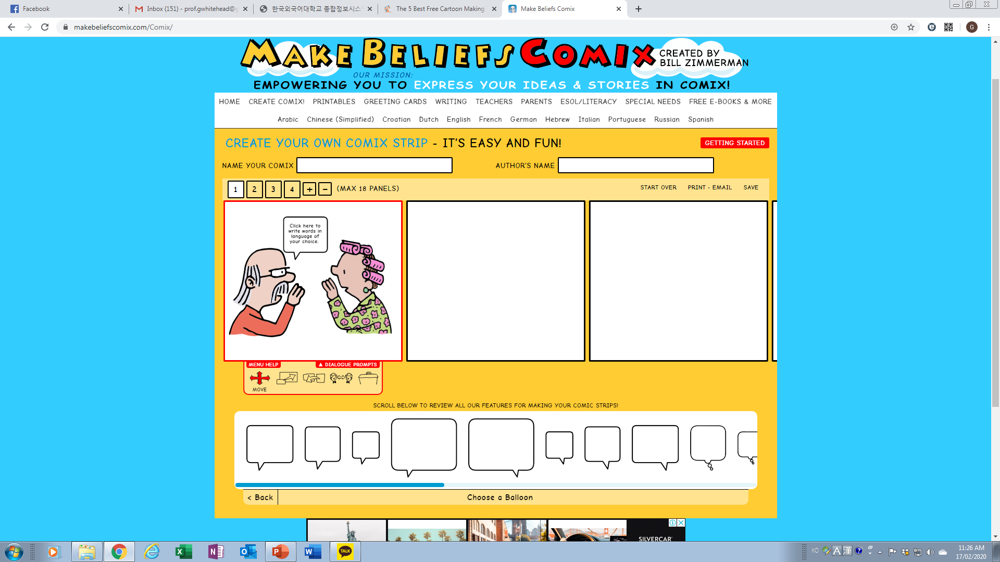 Facebook
Inbox (151) - prof.gwhitehead@g
한국외국어대학교 종합정보시스
The 5 Best Free Cartoon Making
Make Beliefs Comix
makebeliefscomix.com/Comix/
G
MAKE BELIEFS COMIX
CREATED BY
BILL ZIMMERMAN
OUR MISSION:
EMPOWERING YOU TO EXPRESS YOUR IDEAS & STORIES IN COMIX!
HOME CREATE COMIX! PRINTABLES GREETING CARDS WRITING TEACHERS PARENTS ESOL/LITERACY SPECIAL NEEDS FREE E-BOOKS & MORE
Arabic Chinese (Simplified) Croatian Dutch English French German Hebrew Italian Portuguese Russian Spanish
CREATE YOUR OWN COMIX STRIP - IT'S EASY AND FUN!
GETTING STARTED
NAME YOUR COMIX
AUTHOR'S NAME
1 2 3 4 + − (MAX 18 PANELS)
START OVER PRINT · EMAIL SAVE
Click here to
write words in
language of
your choice.
MENU HELP
▲ DIALOGUE PROMPTS
MOVE
SCROLL BELOW TO REVIEW ALL OUR FEATURES FOR MAKING YOUR COMIC STRIPS!
< Back
Choose a Balloon
SILVERCAR
TALK
KO
A 漢
11:26 AM
17/02/2020